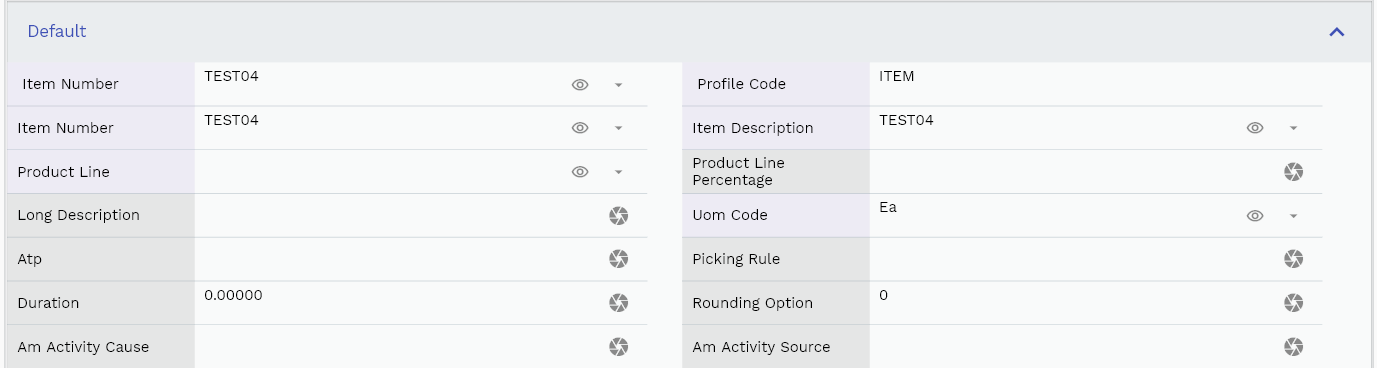 Default
Item Number TEST04 Profile Code ITEM
Item Number TEST04 Item Description TEST04
Product Line Product Line
Percentage
Long Description Uom Code Ea
Atp Picking Rule
Duration 0.00000 Rounding Option 0
Am Activity Cause Am Activity Source